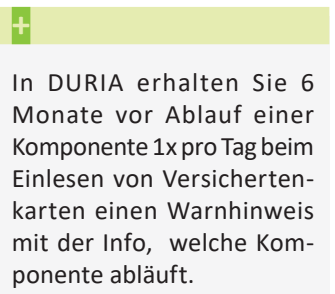 +
In DURIA erhalten Sie 6
Monate vor Ablauf einer
Komponente 1x pro Tag beim
Einlesen von Versicherten-
karten einen Warnhinweis
mit der Info, welche Kom-
ponente abläuft.